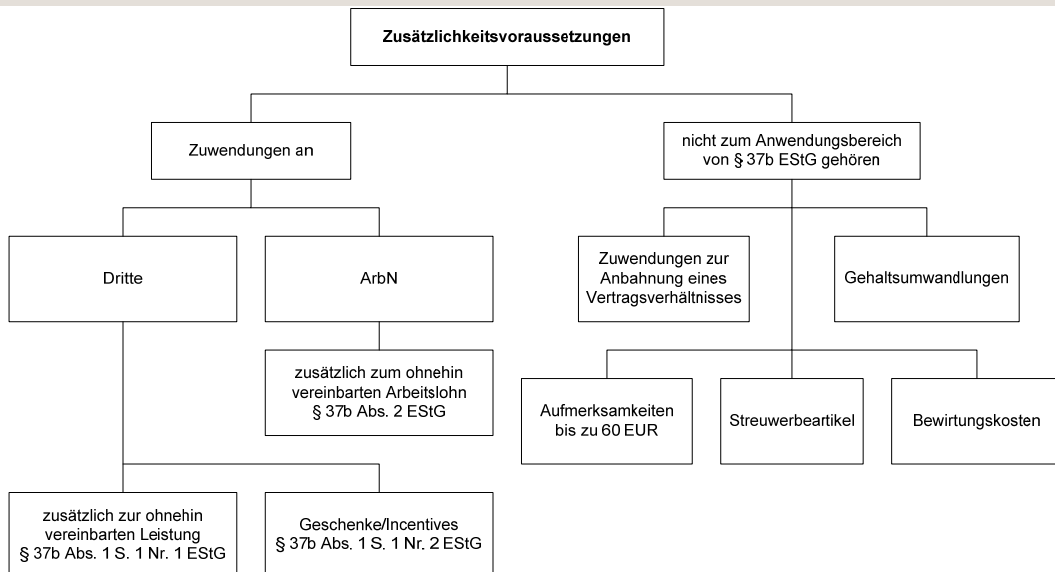 Zusätzlichkeitsvoraussetzungen
Zuwendungen an
nicht zum Anwendungsbereich
von § 37b EStG gehören
Dritte
ArbN
Zuwendungen zur
Anbahnung eines
Vertragsverhältnisses
Gehaltsumwandlungen
zusätzlich zum ohnehin
vereinbarten Arbeitslohn
§ 37b Abs. 2 EStG
Aufmerksamkeiten
bis zu 60 EUR
Streuwerbeartikel
Bewirtungskosten
zusätzlich zur ohnehin
vereinbarten Leistung
§ 37b Abs. 1 S. 1 Nr. 1 EStG
Geschenke/Incentives
§ 37b Abs. 1 S. 1 Nr. 2 EStG